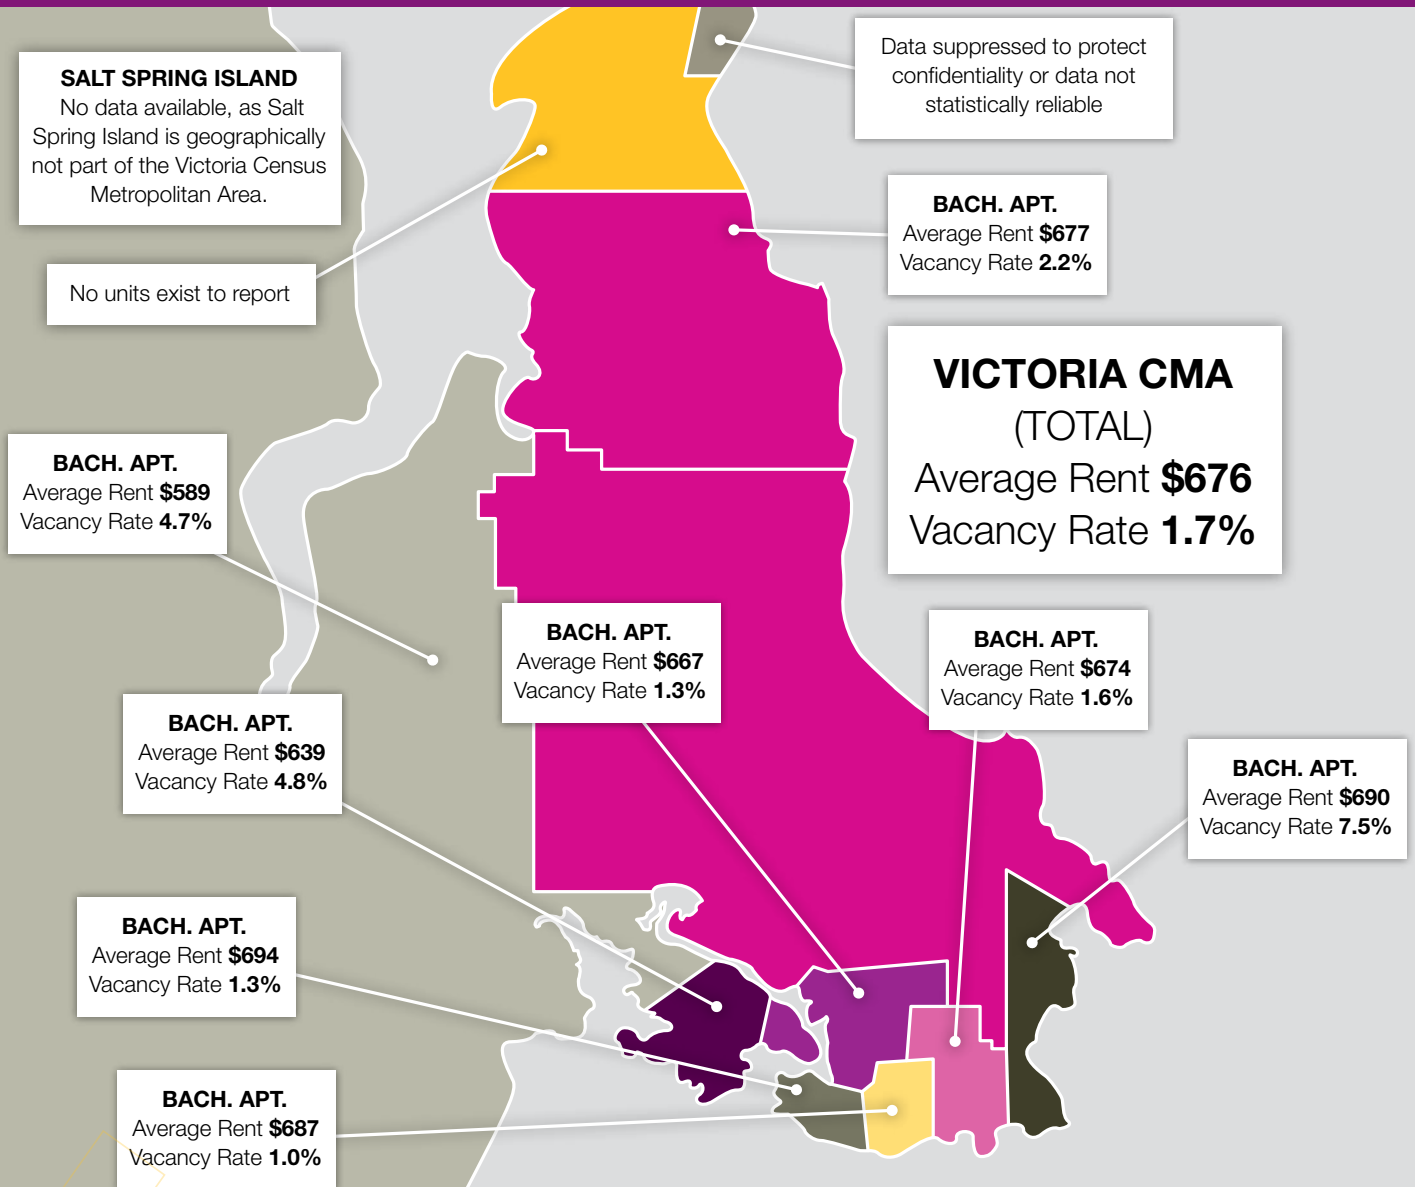 SALT SPRING ISLAND
No data available, as Salt
Spring Island is geographically
not part of the Victoria Census
Metropolitan Area.
Data suppressed to protect
confidentiality or data not
statistically reliable
No units exist to report
BACH. APT.
Average Rent $677
Vacancy Rate 2.2%
VICTORIA CMA
(TOTAL)
Average Rent $676
Vacancy Rate 1.7%
BACH. APT.
Average Rent $589
Vacancy Rate 4.7%
BACH. APT.
Average Rent $667
Vacancy Rate 1.3%
BACH. APT.
Average Rent $674
Vacancy Rate 1.6%
BACH. APT.
Average Rent $639
Vacancy Rate 4.8%
BACH. APT.
Average Rent $690
Vacancy Rate 7.5%
BACH. APT.
Average Rent $694
Vacancy Rate 1.3%
BACH. APT.
Average Rent $687
Vacancy Rate 1.0%